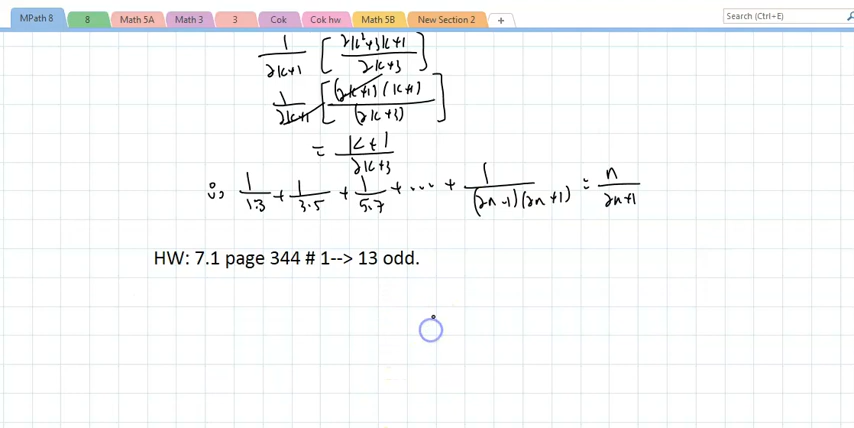 MPath 8 8 Math 5A Math 3 3 Cok Cok hw Math 5B New Section 2 +
Search (Ctrl+E)
1/(2k+1) [ (2k²+3k+1)/(2k+3) ]
1/(2k+1) [ (2k+1)(k+1)/(2k+3) ]
= (k+1)/(2k+3)
∴ 1/(1·3) + 1/(3·5) + 1/(5·7) + ... + 1/((2n-1)(2n+1)) = n/(2n+1)
HW: 7.1 page 344 # 1--> 13 odd.